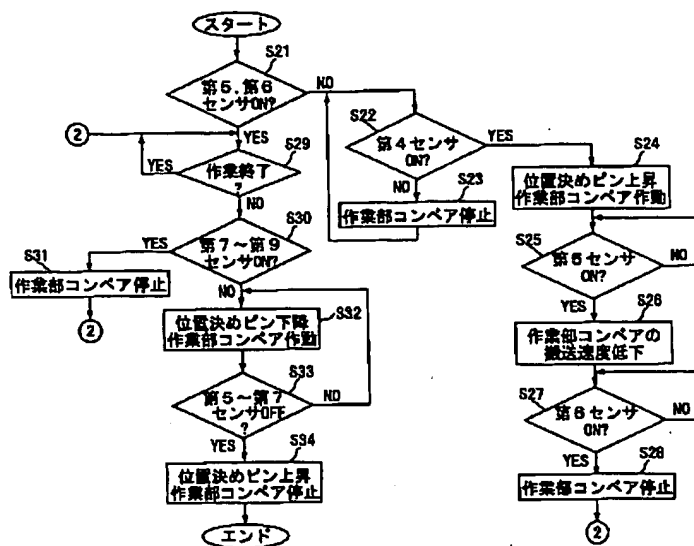 スタート
S21
第5,第6
センサON?
NO
YES
②
S29
作業終了
?
YES
NO
S30
第7～第9
センサON?
YES
NO
S31
作業部コンベア停止
②
位置決めピン下降
作業部コンベア作動
S32
S33
第5～第7
センサOFF
?
NO
YES
S34
位置決めピン上昇
作業部コンベア停止
エンド
S22
第4センサ
ON?
YES
NO
S23
作業部コンベア停止
S24
位置決めピン上昇
作業部コンベア作動
S25
第5センサ
ON?
NO
YES
S26
作業部コンベアの
搬送速度低下
S27
第6センサ
ON?
NO
YES
S28
作業部コンベア停止
②